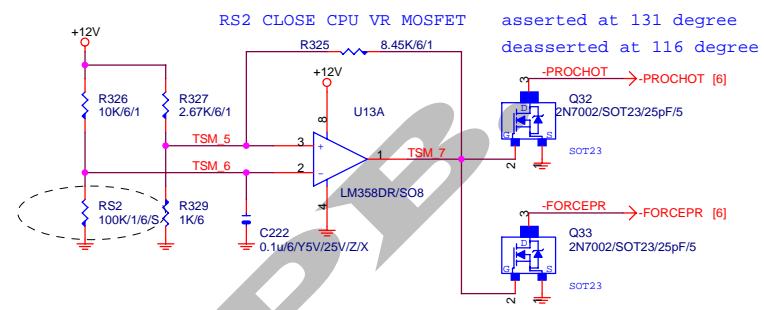 RS2 CLOSE CPU VR MOSFET
asserted at 131 degree
deasserted at 116 degree
+12V
R325
8.45K/6/1
+12V
-PROCHOT
-PROCHOT [6]
3
R326
10K/6/1
R327
2.67K/6/1
U13A
8
Q32
2N7002/SOT23/25pF/5
D
G
S
TSM_5
3
+
TSM_6
2
-
1
TSM_7
2
1
SOT23
LM358DR/SO8
4
RS2
100K/1/6/S
R329
1K/6
C222
0.1u/6/Y5V/25V/Z/X
-FORCEPR
-FORCEPR [6]
3
Q33
2N7002/SOT23/25pF/5
D
G
S
SOT23
2
1